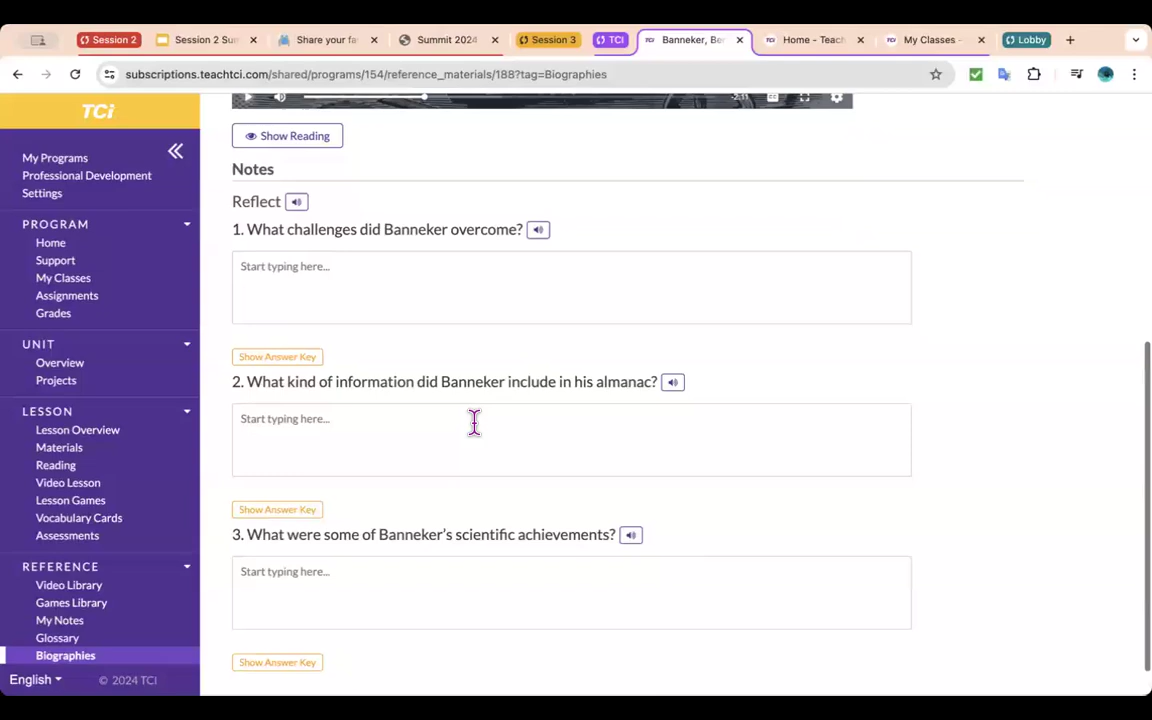 Session 2
Session 2 Sum
Share your fa
Summit 2024
Session 3
TCI
Banneker, Be
Home - Teach
My Classes -
Lobby
subscriptions.teachtci.com/shared/programs/154/reference_materials/188?tag=Biographies
TCi
My Programs
Professional Development
Settings
PROGRAM
Home
Support
My Classes
Assignments
Grades
UNIT
Overview
Projects
LESSON
Lesson Overview
Materials
Reading
Video Lesson
Lesson Games
Vocabulary Cards
Assessments
REFERENCE
Video Library
Games Library
My Notes
Glossary
Biographies
English
© 2024 TCI
Show Reading
Notes
Reflect
1. What challenges did Banneker overcome?
Start typing here...
Show Answer Key
2. What kind of information did Banneker include in his almanac?
Start typing here...
Show Answer Key
3. What were some of Banneker's scientific achievements?
Start typing here...
Show Answer Key